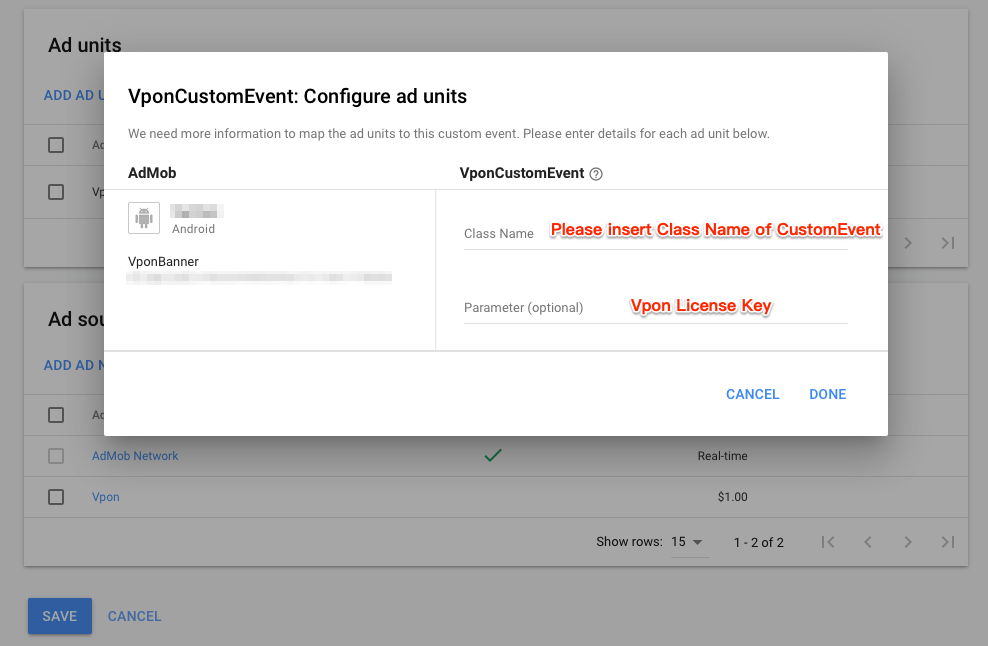 Ad units
ADD AD U
Ad
Vp
VponCustomEvent: Configure ad units
We need more information to map the ad units to this custom event. Please enter details for each ad unit below.
AdMob
VponCustomEvent ?
Android
VponBanner
Class Name Please insert Class Name of CustomEvent
Parameter (optional) Vpon License Key
CANCEL DONE
Ad sou
ADD AD N
Ad
AdMob Network Real-time
Vpon $1.00
Show rows: 15 1 - 2 of 2
SAVE CANCEL